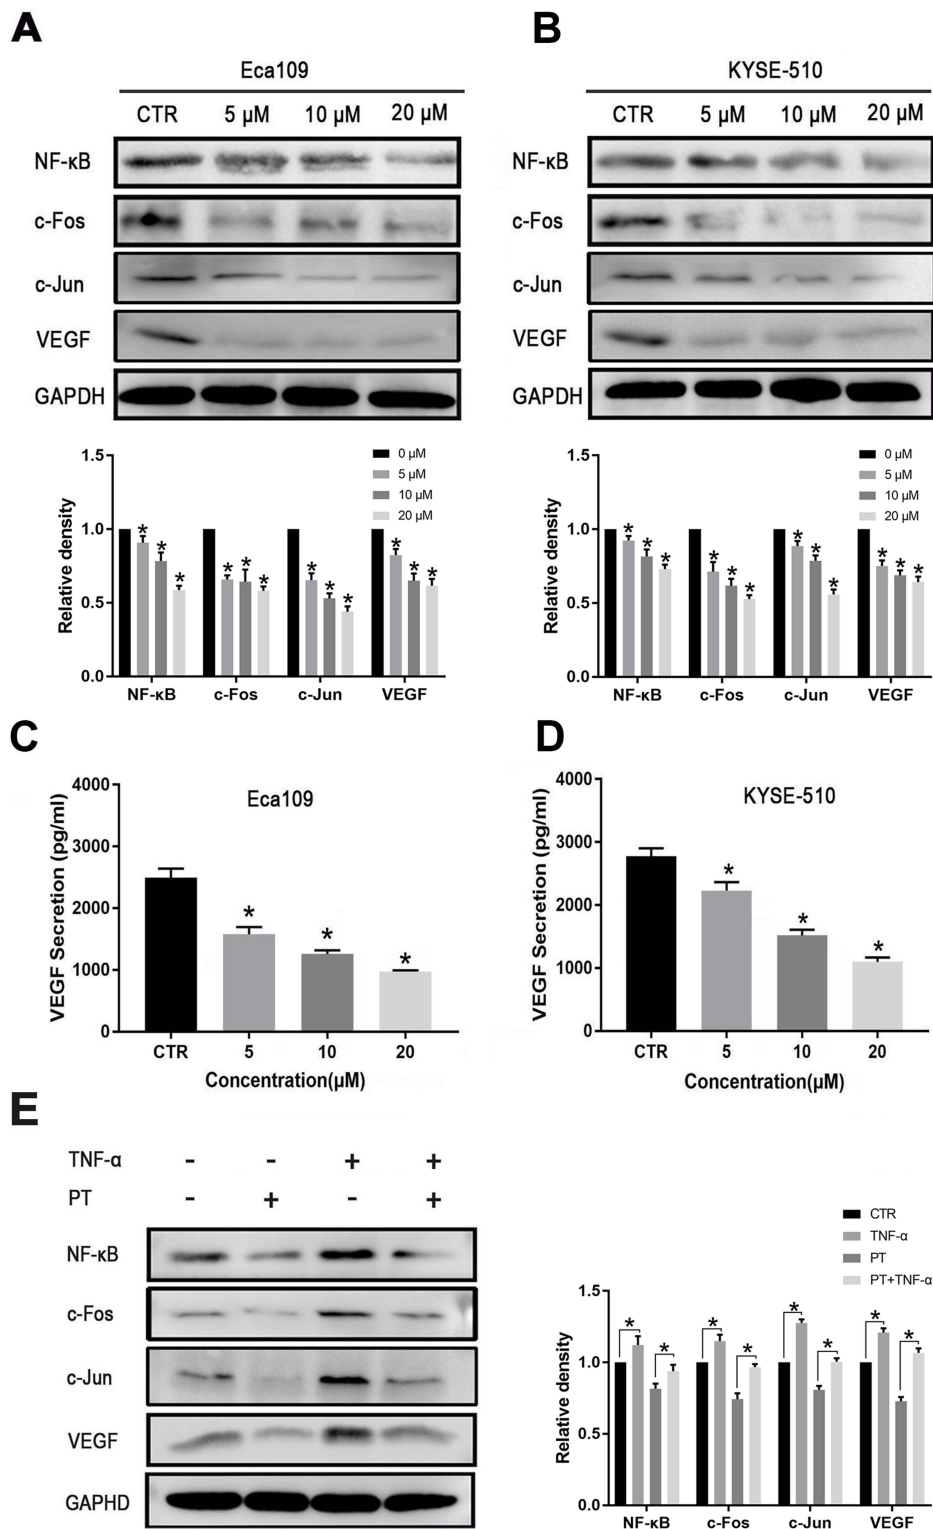 A
Eca109
CTR 5 µM 10 µM 20 µM
NF-κB
c-Fos
c-Jun
VEGF
GAPDH
1.5
1.0
0.5
0.0
Relative density
0 µM
5 µM
10 µM
20 µM
* * * * * * * * * * * *
NF-κB c-Fos c-Jun VEGF
B
KYSE-510
CTR 5 µM 10 µM 20 µM
NF-κB
c-Fos
c-Jun
VEGF
GAPDH
1.5
1.0
0.5
0.0
Relative density
0 µM
5 µM
10 µM
20 µM
* * * * * * * * * * * *
NF-κB c-Fos c-Jun VEGF
C
Eca109
4000
3000
2000
1000
0
VEGF Secretion (pg/ml)
* * *
CTR 5 10 20
Concentration(µM)
D
KYSE-510
4000
3000
2000
1000
0
VEGF Secretion (pg/ml)
* * *
CTR 5 10 20
Concentration(µM)
E
TNF-α - - + +
PT - + - +
NF-κB
c-Fos
c-Jun
VEGF
GAPHD
CTR
TNF-α
PT
PT+TNF-α
1.5
1.0
0.5
0.0
Relative density
* * * * * * * *
NF-κB c-Fos c-Jun VEGF